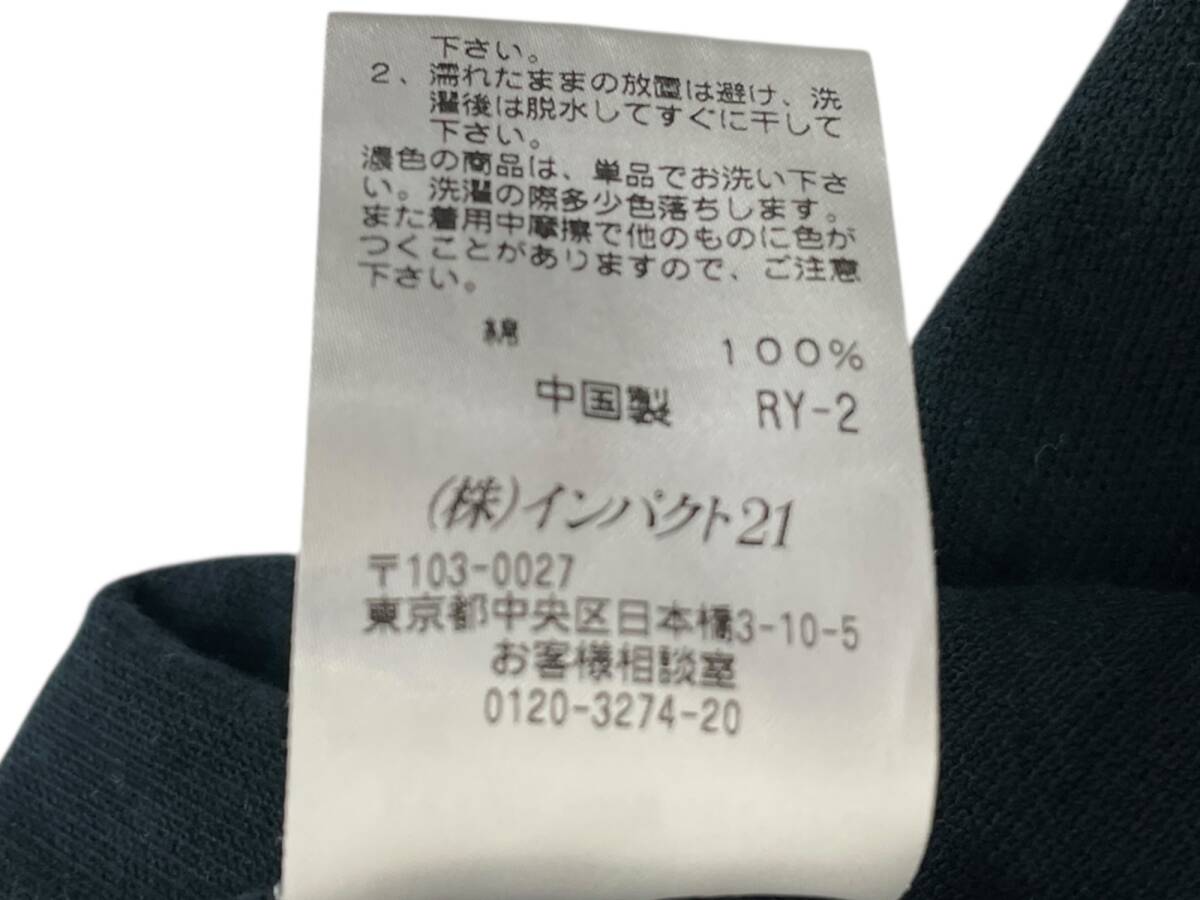 下さい。
2、濡れたままの放置は避け、洗
濯後は脱水してすぐに干して
下さい。
濃色の商品は、単品でお洗い下さ
い。洗濯の際多少色落ちします。
また着用中摩擦で他のものに色が
つくことがありますので、ご注意
下さい。
綿 100%
中国製 RY-2
(株)インパクト21
〒103-0027
東京都中央区日本橋3-10-5
お客様相談室
0120-3274-20